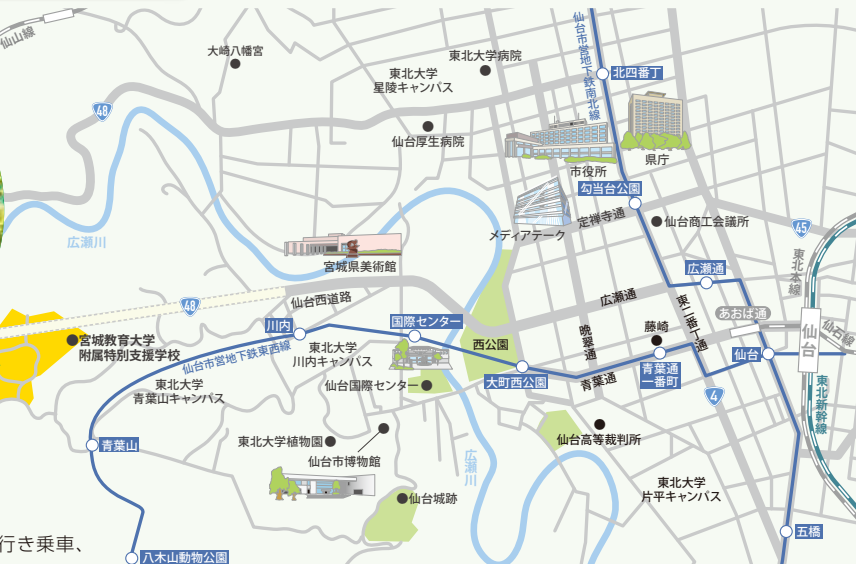 仙山線
大崎八幡宮
東北大学病院
東北大学
星陵キャンパス
仙台市営地下鉄南北線
北四番丁
48
仙台厚生病院
市役所
県庁
勾当台公園
メディアテーク
定禅寺通
仙台商工会議所
45
広瀬川
宮城県美術館
仙台西道路
48
広瀬通
広瀬通
東北本線
あおば通
仙台
仙石線
川内
国際センター
西公園
晩翠通
藤崎
東二番丁通
仙台
宮城教育大学
附属特別支援学校
仙台市営地下鉄東西線
東北大学
川内キャンパス
仙台国際センター
大町西公園
青葉通
青葉通
一番町
東北大学
青葉山キャンパス
4
東北新幹線
青葉山
東北大学植物園
仙台市博物館
広瀬川
仙台高等裁判所
仙台城跡
東北大学
片平キャンパス
五橋
行き乗車、
八木山動物公園